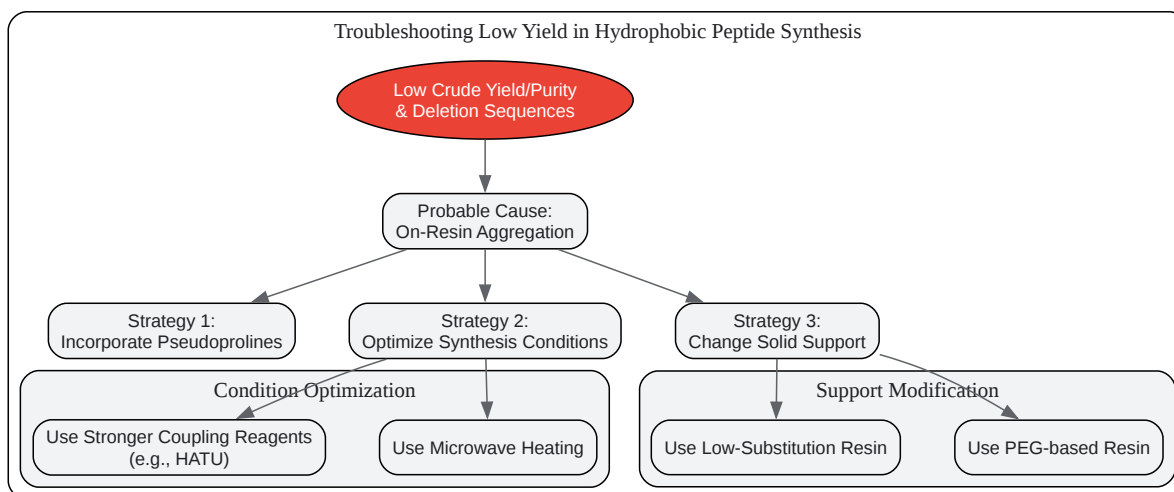 Troubleshooting Low Yield in Hydrophobic Peptide Synthesis
Low Crude Yield/Purity
& Deletion Sequences
Probable Cause:
On-Resin Aggregation
Strategy 1:
Incorporate Pseudoprolines
Strategy 2:
Optimize Synthesis Conditions
Strategy 3:
Change Solid Support
Condition Optimization
Use Stronger Coupling Reagents
(e.g., HATU)
Use Microwave Heating
Support Modification
Use Low-Substitution Resin
Use PEG-based Resin